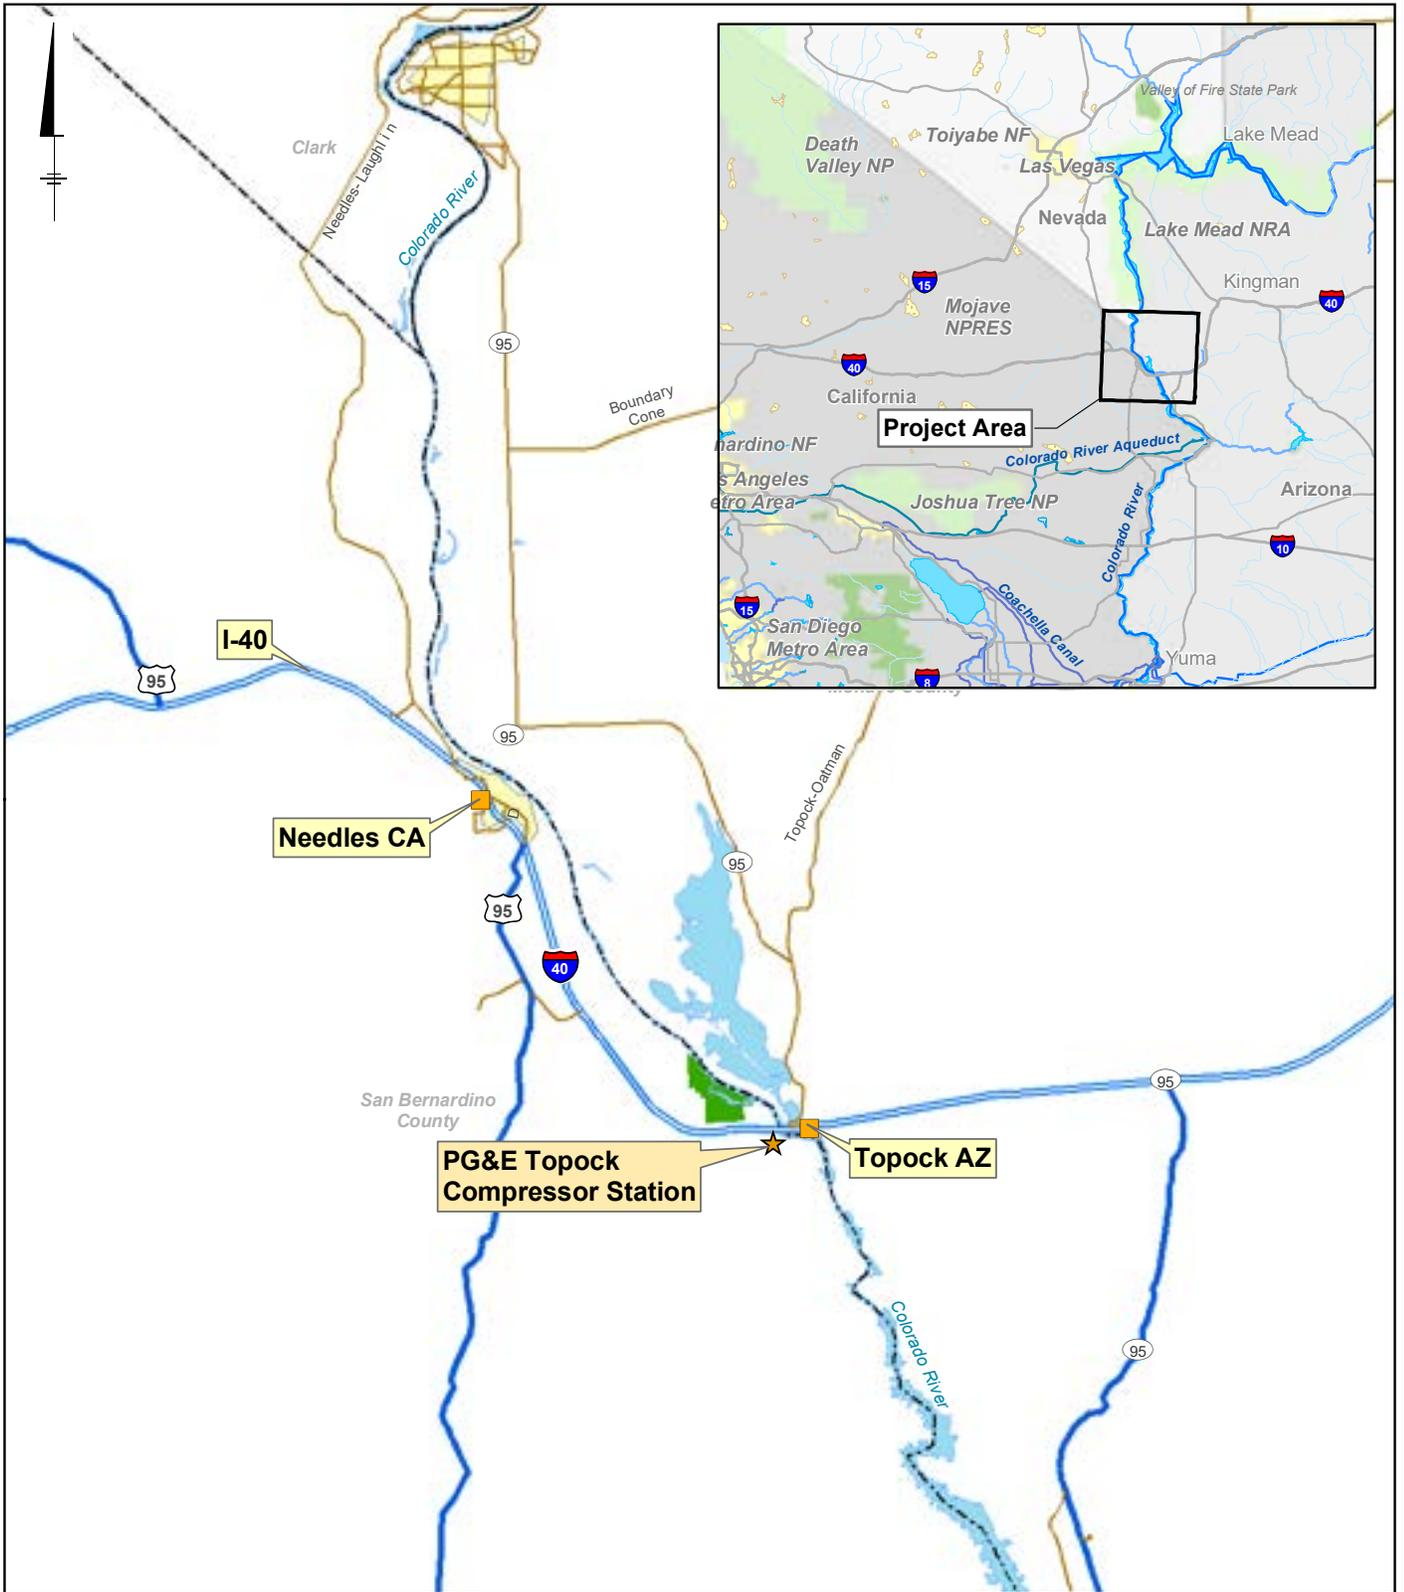 Clark
Needles-Laughlin
Colorado River
95
Boundary
Cone
I-40
95
95
Needles CA
D
95
40
95
Topock-Oatman
San Bernardino
County
PG&E Topock
Compressor Station
Topock AZ
95
95
Colorado River
Valley of Fire State Park
Lake Mead
Toiyabe NF
Death
Valley NP
Las Vegas
Nevada
Lake Mead NRA
Kingman
15
40
Mojave
NPRES
40
California
Project Area
nardino NF
Colorado River Aqueduct
s Angeles
etro Area
Joshua Tree NP
Arizona
Colorado River
10
15
Coachella Canal
San Diego
Metro Area
Yuma
8